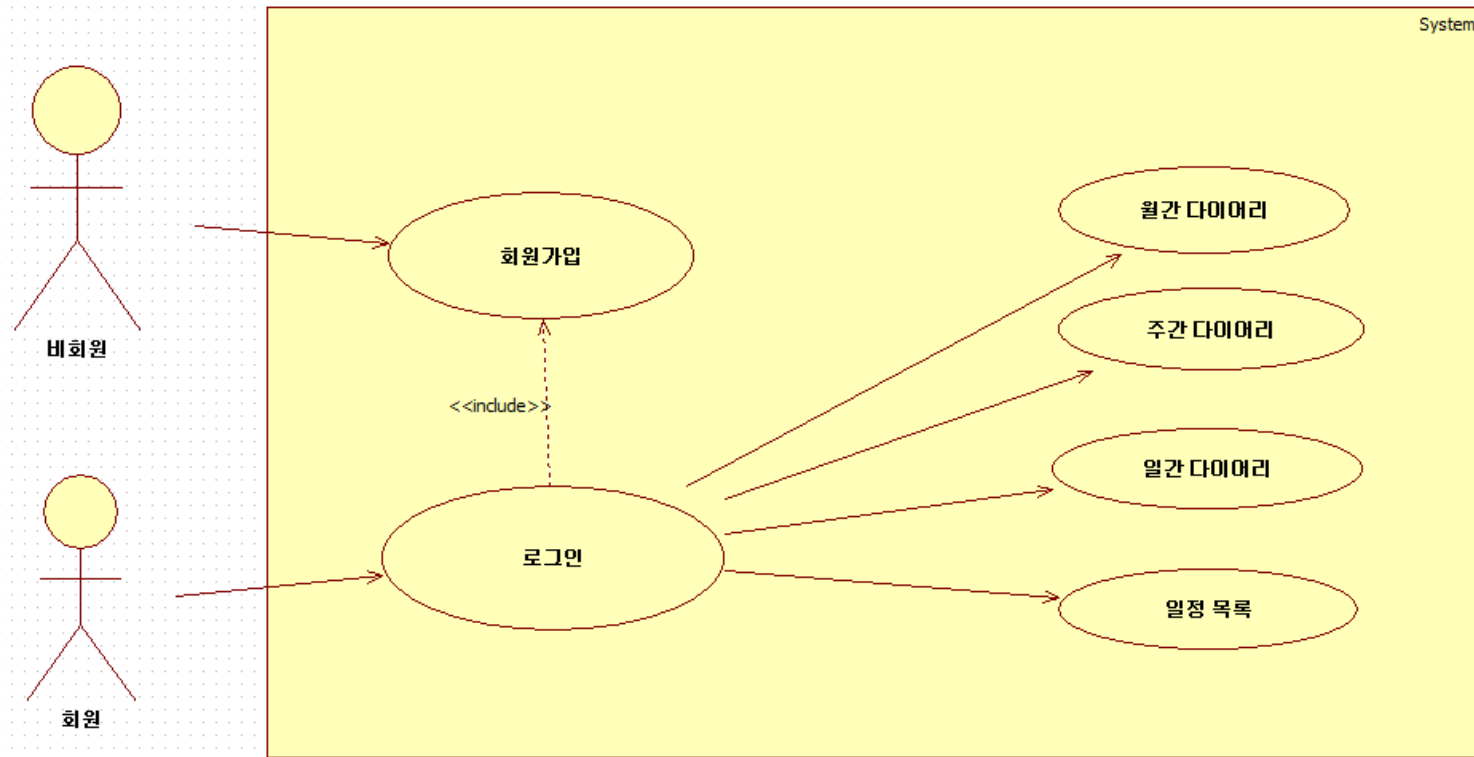 System
비회원
회원가입
<<include>>
월간 다이어리
주간 다이어리
일간 다이어리
로그인
일정 목록
회원